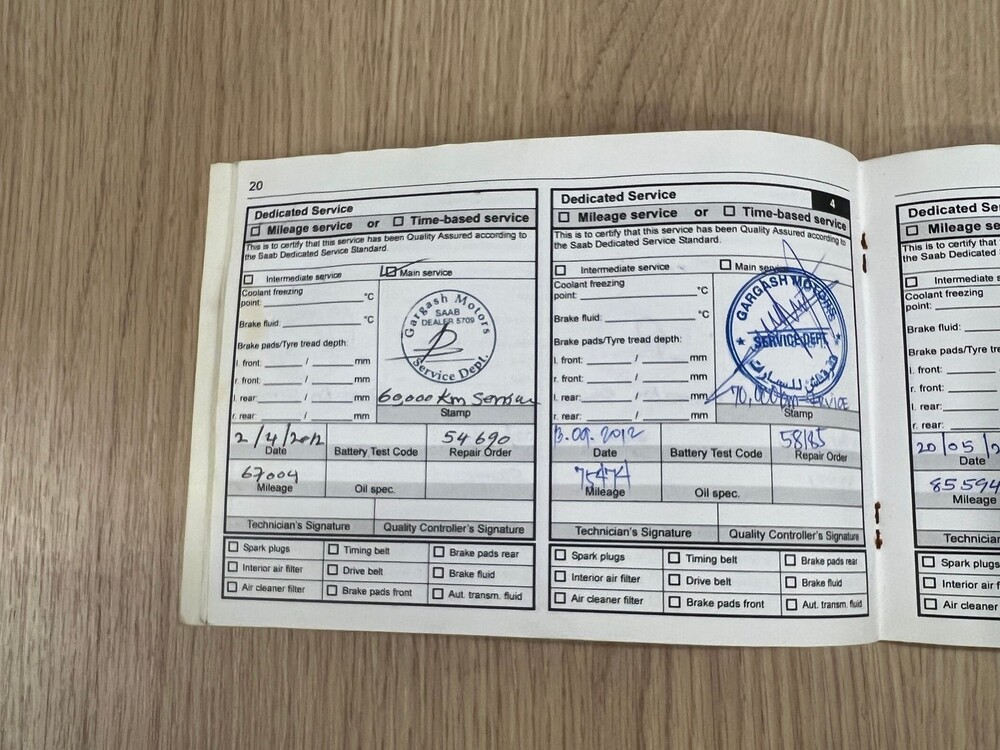 20
Dedicated Service
Mileage service or Time-based service
This is to certify that this service has been Quality Assured according to
the Saab Dedicated Service Standard.
Intermediate service Main service
Coolant freezing
point: °C
Brake fluid: °C
Brake pads/Tyre tread depth:
l. front: / mm
r. front: / mm
l. rear: / mm
r. rear: / mm
Gargash Motors
SAAB
DEALER 5709
Service Dept.
60,000 Km Service
Stamp
2/4/2012 54690
Date Battery Test Code Repair Order
67004
Mileage Oil spec.
Technician's Signature Quality Controller's Signature
Spark plugs Timing belt Brake pads rear
Interior air filter Drive belt Brake fluid
Air cleaner filter Brake pads front Aut. transm. fluid
Dedicated Service 4
Mileage service or Time-based service
This is to certify that this service has been Quality Assured according to
the Saab Dedicated Service Standard.
Intermediate service Main service
Coolant freezing
point: °C
Brake fluid: °C
Brake pads/Tyre tread depth:
l. front: / mm
r. front: / mm
l. rear: / mm
r. rear: / mm
GARGASH MOTORS
SERVICE DEPT.
قرقاش للسيارات
70,000 km SERVICE
Stamp
.09.2012
Date Battery Test Code Repair Order
Mileage Oil spec.
Technician's Signature Quality Controller's Signature
Spark plugs Timing belt Brake pads rear
Interior air filter Drive belt Brake fluid
Air cleaner filter Brake pads front Aut. transm. fluid
Dedicated Se
Mileage se
This is to certify that
the Saab Dedicated
Intermediate s
Coolant freezing
point:
Brake fluid:
Brake pads/Tyre tre
l. front: /
r. front:
l. rear:
r. rear:
20/05/2
Date
85594
Mileage
Technician
Spark plugs
Interior air f
Air cleaner